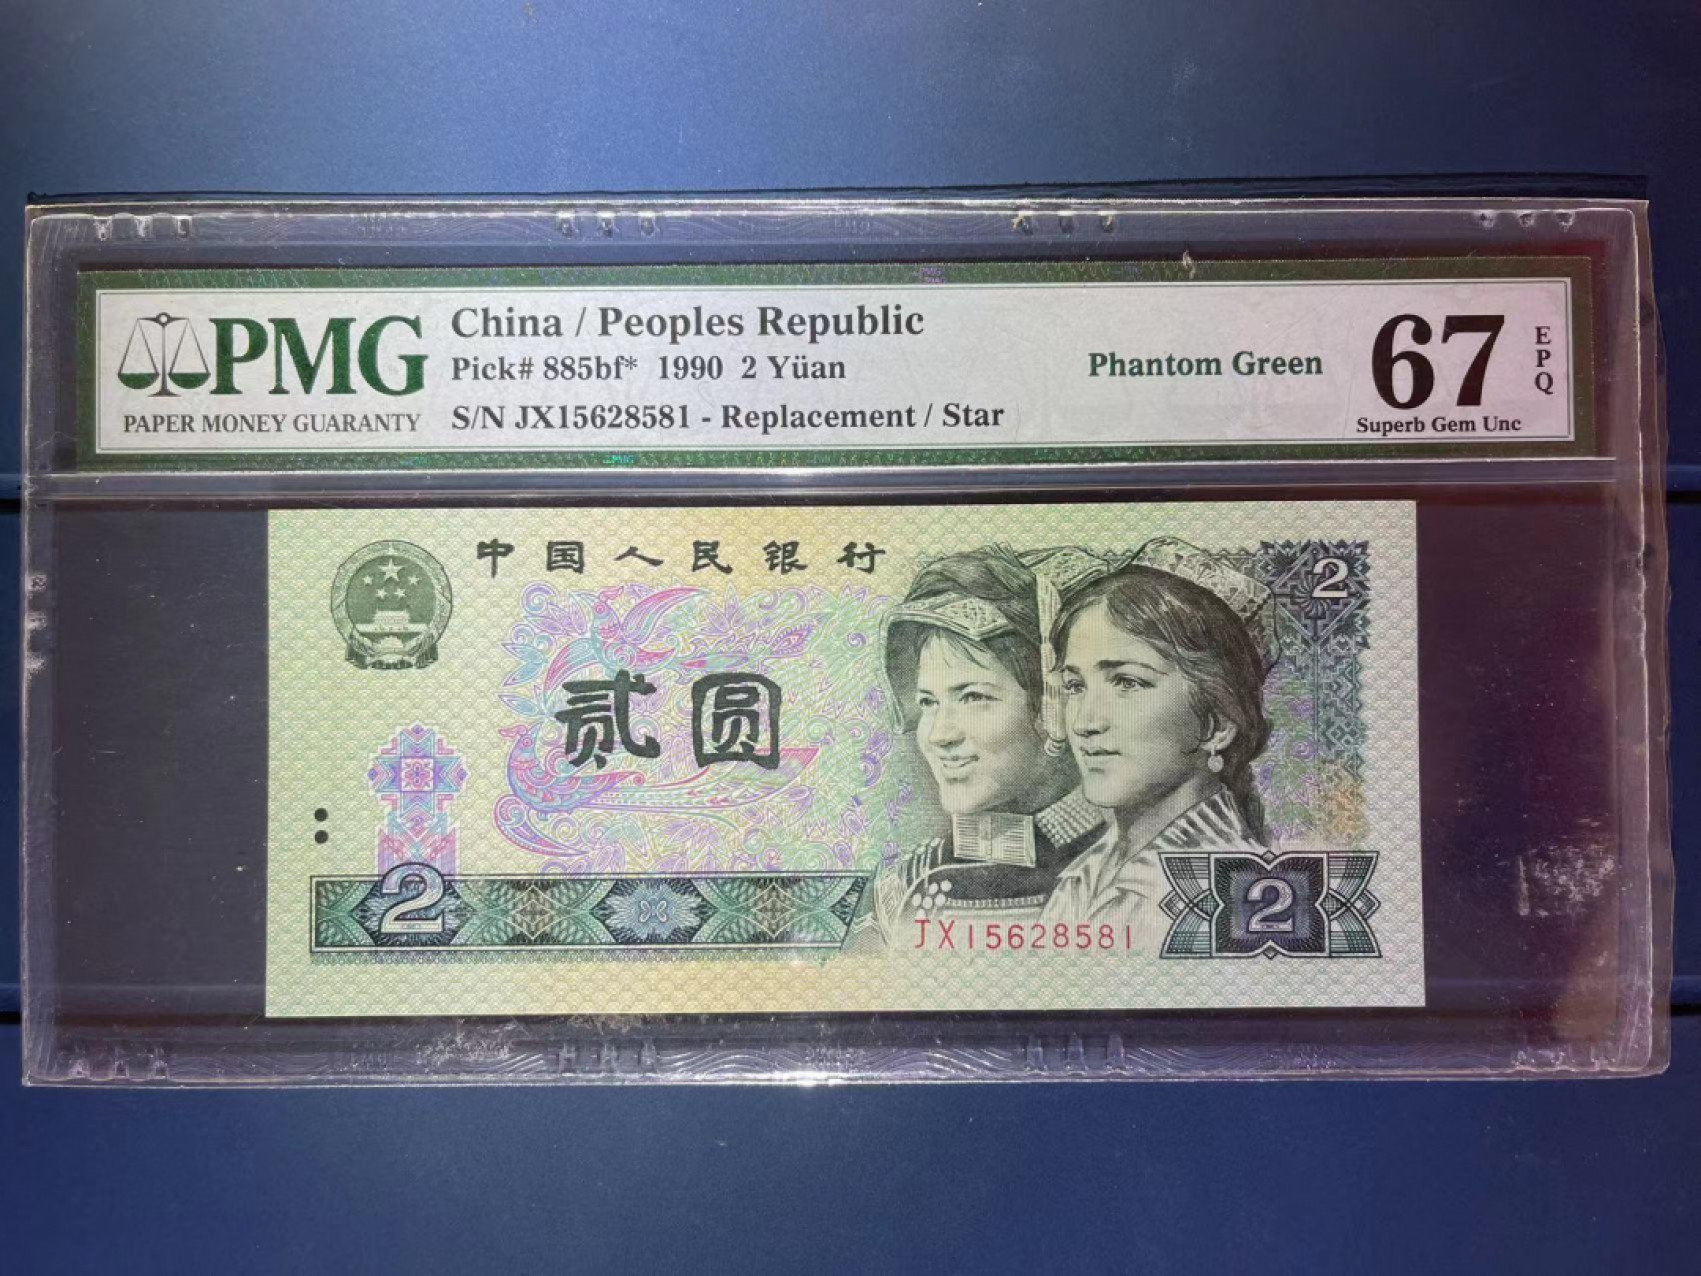 PMG
PAPER MONEY GUARANTY
China / Peoples Republic
Pick# 885bf* 1990 2 Yüan
S/N JX15628581 - Replacement / Star
Phantom Green
67
EPQ
Superb Gem Unc
中国人民银行
2
贰圆
2
2
JX15628581